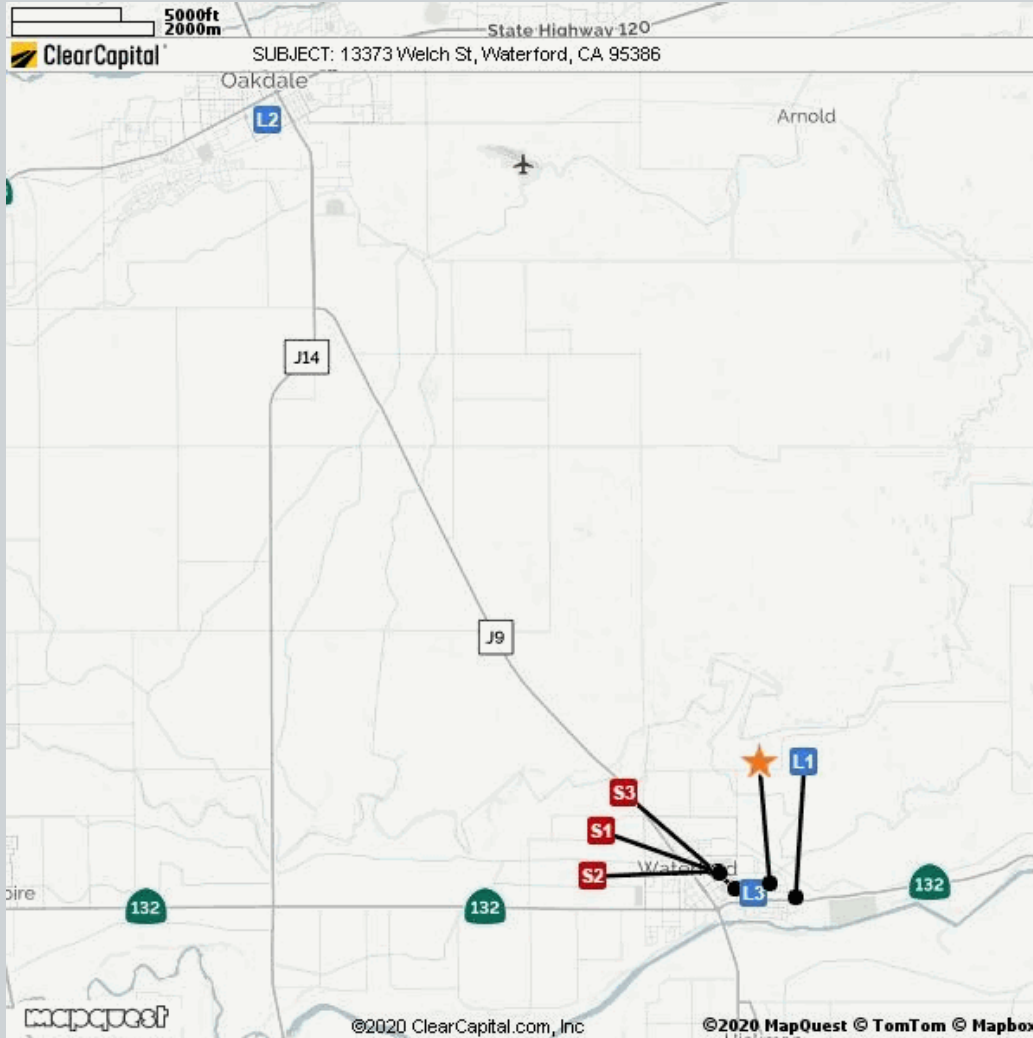 5000ft
2000m
State Highway 120
ClearCapital
SUBJECT: 13373 Welch St, Waterford, CA 95386
Oakdale
L2
Arnold
J14
J9
L1
S3
S1
S2
Waterford
L3
132
132
132
mapquest
©2020 ClearCapital.com, Inc
©2020 MapQuest © TomTom © Mapbox